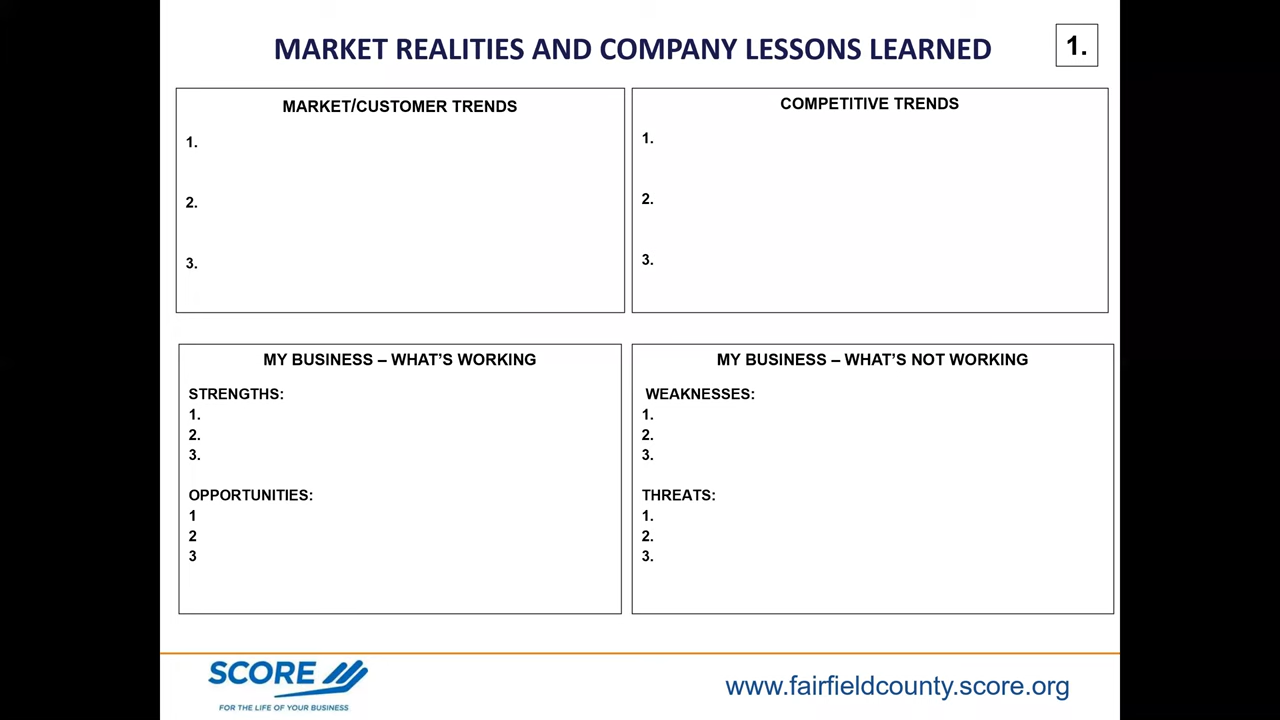 MARKET REALITIES AND COMPANY LESSONS LEARNED
1.
MARKET/CUSTOMER TRENDS
1.
2.
3.
COMPETITIVE TRENDS
1.
2.
3.
MY BUSINESS – WHAT'S WORKING
STRENGTHS:
1.
2.
3.
OPPORTUNITIES:
1
2
3
MY BUSINESS – WHAT'S NOT WORKING
WEAKNESSES:
1.
2.
3.
THREATS:
1.
2.
3.
SCORE
FOR THE LIFE OF YOUR BUSINESS
www.fairfieldcounty.score.org